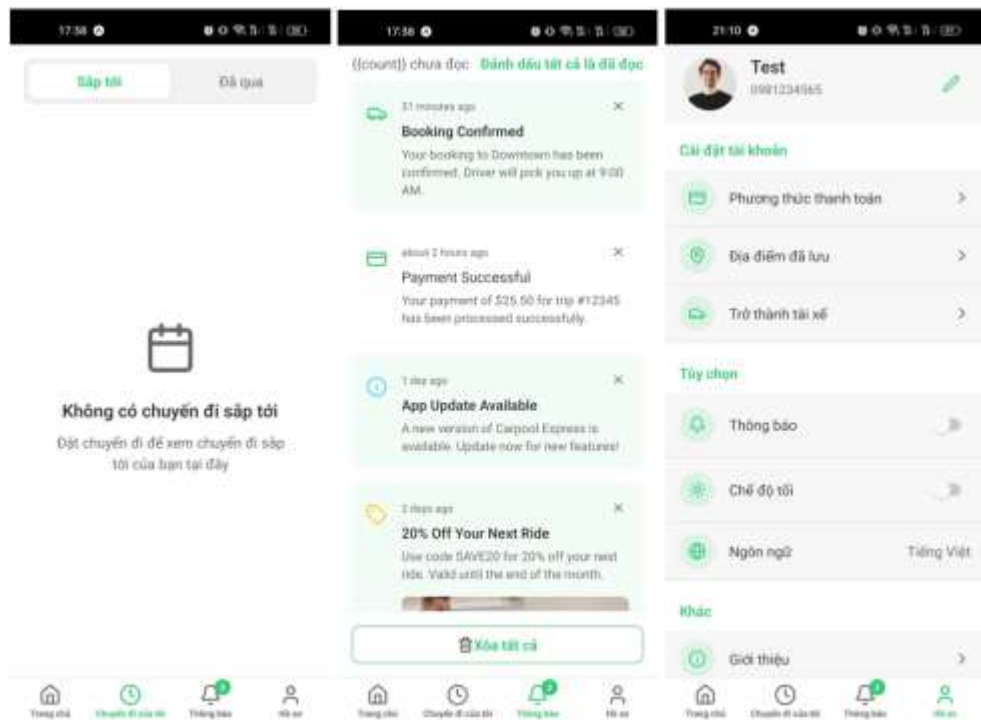 17:38
Sắp tới
Đã qua
Không có chuyến đi sắp tới
Đặt chuyến đi để xem chuyến đi sắp
tới của bạn tại đây
Trang chủ
Chuyến đi của tôi
Thông báo
Hồ sơ
17:38
{{count}} chưa đọc
Đánh dấu tất cả là đã đọc
31 minutes ago
Booking Confirmed
Your booking to Downtown has been
confirmed. Driver will pick you up at 9:00
AM.
about 2 hours ago
Payment Successful
Your payment of $25.50 for trip #12345
has been processed successfully.
1 day ago
App Update Available
A new version of Carpool Express is
available. Update now for new features!
2 days ago
20% Off Your Next Ride
Use code SAVE20 for 20% off your next
ride. Valid until the end of the month.
Xóa tất cả
Trang chủ
Chuyến đi của tôi
Thông báo
Hồ sơ
21:10
Test
0981234565
Cài đặt tài khoản
Phương thức thanh toán
Địa điểm đã lưu
Trở thành tài xế
Tùy chọn
Thông báo
Chế độ tối
Ngôn ngữ
Tiếng Việt
Khác
Giới thiệu
Trang chủ
Chuyến đi của tôi
Thông báo
Hồ sơ